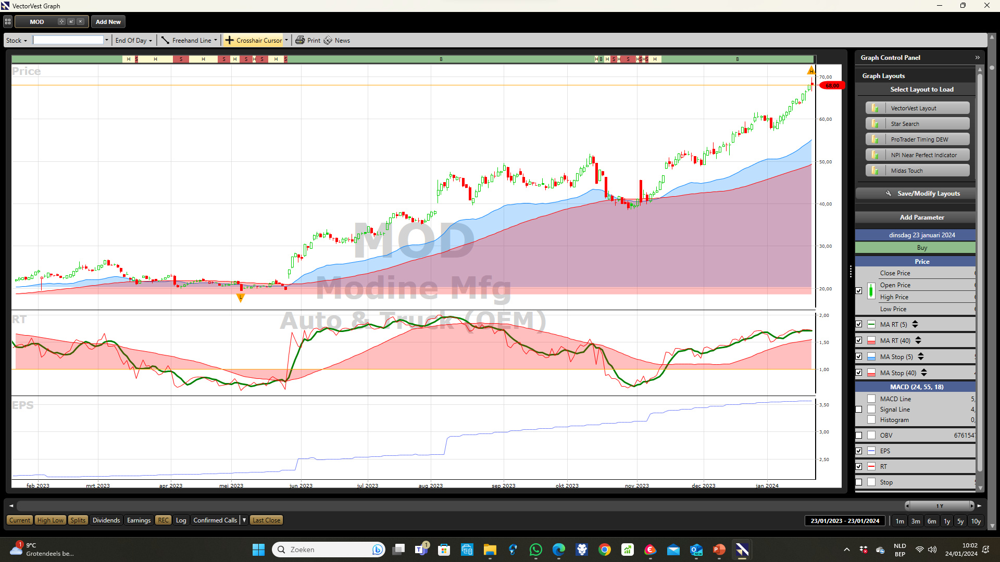 VectorVest Graph
MOD
Add New
Stock
End Of Day
Freehand Line
Crosshair Cursor
Print
News
H S H S H S H S H S H S B H B H S H S H S H S H B
Price
H
70,00
68,00
60,00
50,00
40,00
30,00
20,00
L
MOD
Modine Mfg
Auto & Truck (OEM)
RT
2,00
1,50
1,00
EPS
3,50
3,00
2,50
feb 2023
mrt 2023
apr 2023
mei 2023
jun 2023
jul 2023
aug 2023
sep 2023
okt 2023
nov 2023
dec 2023
jan 2024
Graph Control Panel
Graph Layouts
Select Layout to Load
VectorVest Layout
Star Search
ProTrader Timing DEW
NPI Near Perfect Indicator
Midas Touch
Save/Modify Layouts
Add Parameter
dinsdag 23 januari 2024
Buy
Price
Close Price
Open Price
High Price
Low Price
MA RT (5)
MA RT (40)
MA Stop (5)
MA Stop (40)
MACD (24, 55, 18)
MACD Line 5,
Signal Line 4,
Histogram 0,
OBV 676154
EPS
RT
Stop
1 Y
Current
High Low
Splits
Dividends
Earnings
REC
Log
Confirmed Calls
Last Close
23/01/2023 - 23/01/2024
1m
3m
6m
1y
5y
10y
1
9°C
Grotendeels be...
Zoeken
1
NEW
NLD
BEP
10:02
24/01/2024